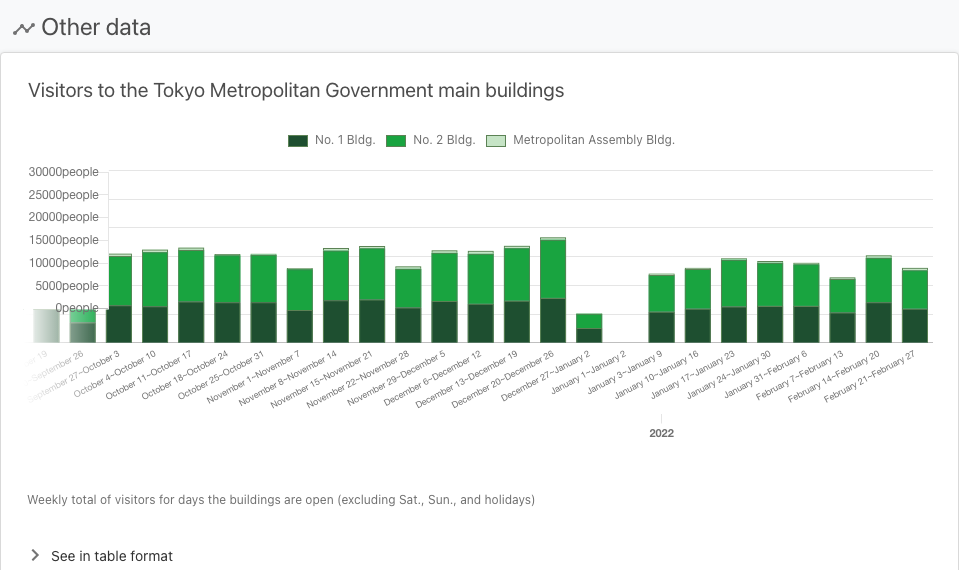 Other data
Visitors to the Tokyo Metropolitan Government main buildings
No. 1 Bldg. No. 2 Bldg. Metropolitan Assembly Bldg.
30000people
25000people
20000people
15000people
10000people
5000people
0people
19
September 26
September 27~October 3
October 4~October 10
October 11~October 17
October 18~October 24
October 25~October 31
November 1~November 7
November 8~November 14
November 15~November 21
November 22~November 28
November 29~December 5
December 6~December 12
December 13~December 19
December 20~December 26
December 27~January 2
January 1~January 2
January 3~January 9
January 10~January 16
January 17~January 23
January 24~January 30
January 31~February 6
February 7~February 13
February 14~February 20
February 21~February 27
2022
Weekly total of visitors for days the buildings are open (excluding Sat., Sun., and holidays)
See in table format